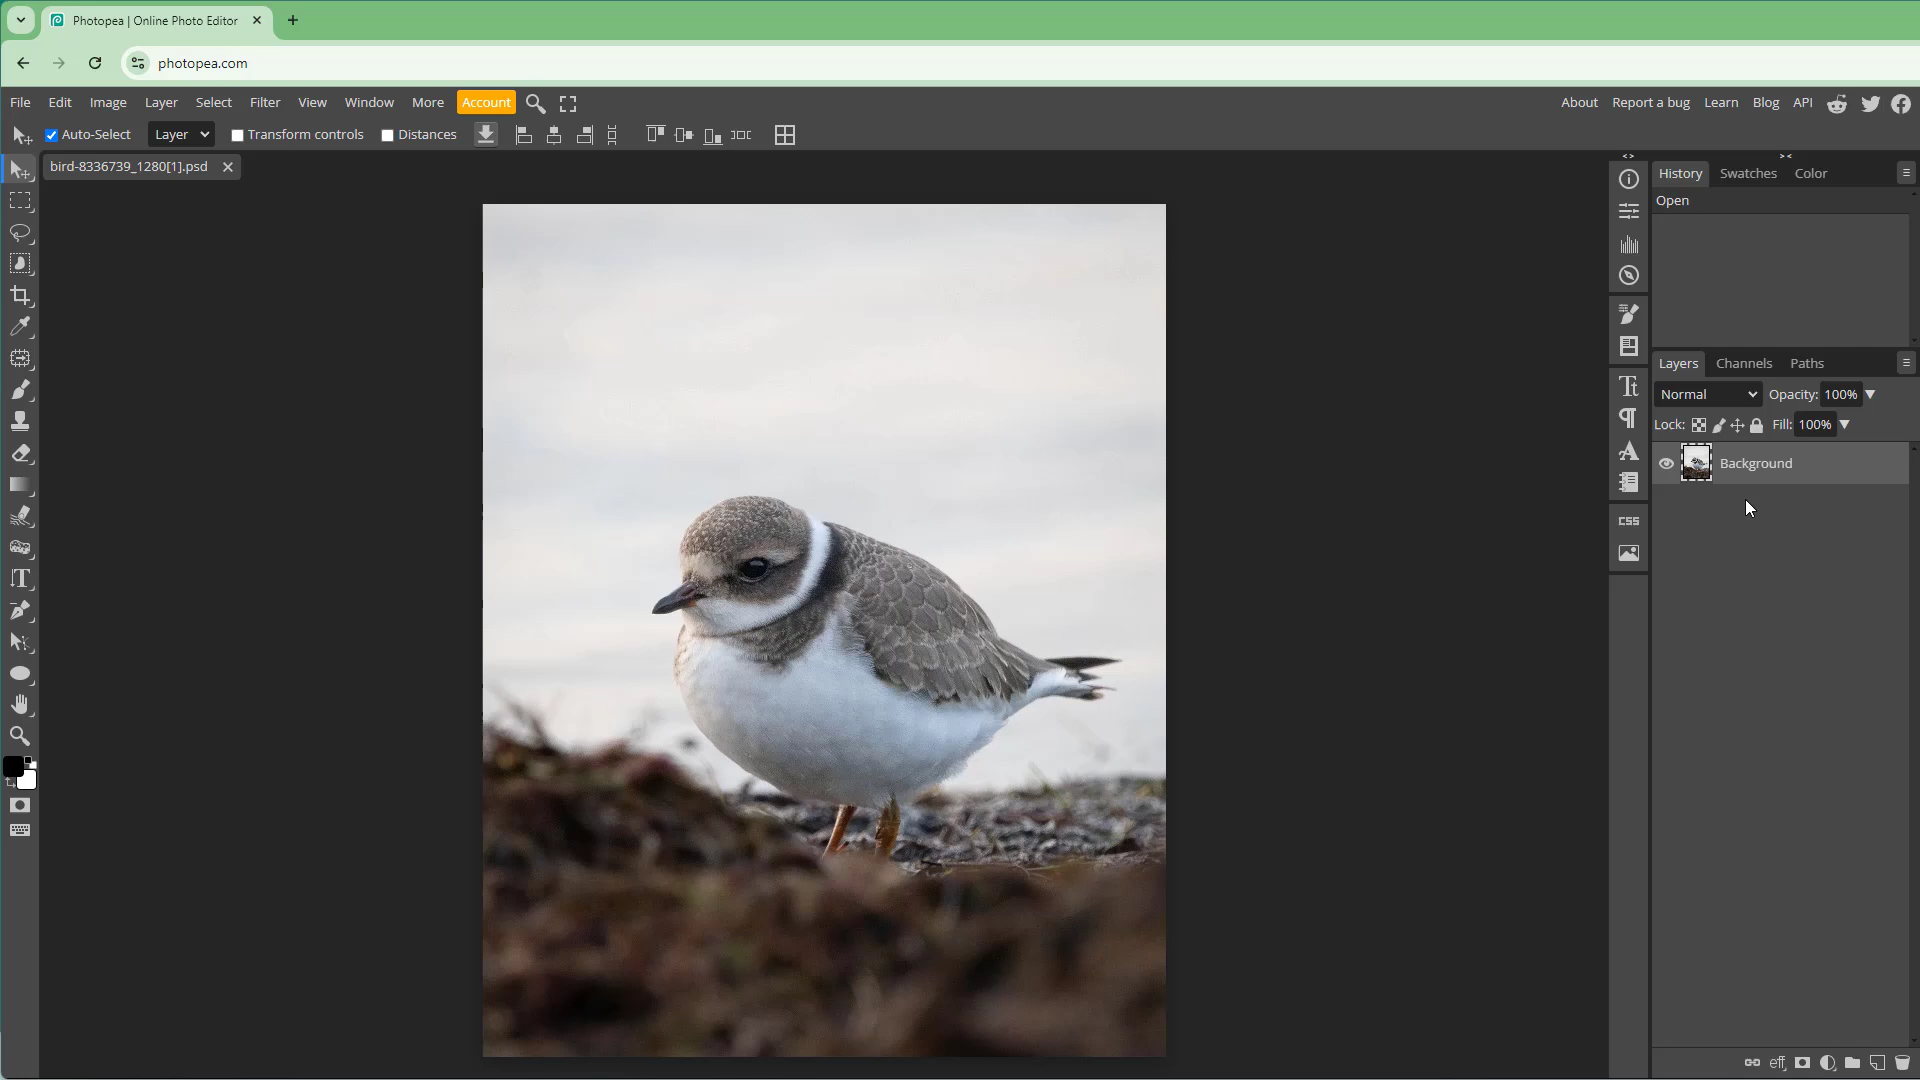 Photopea | Online Photo Editor
photopea.com
File Edit Image Layer Select Filter View Window More Account
About Report a bug Learn Blog API
Auto-Select Layer Transform controls Distances
bird-8336739_1280[1].psd
History Swatches Color
Open
Layers Channels Paths
Normal Opacity: 100%
Lock: Fill: 100%
Background
CSS
eff